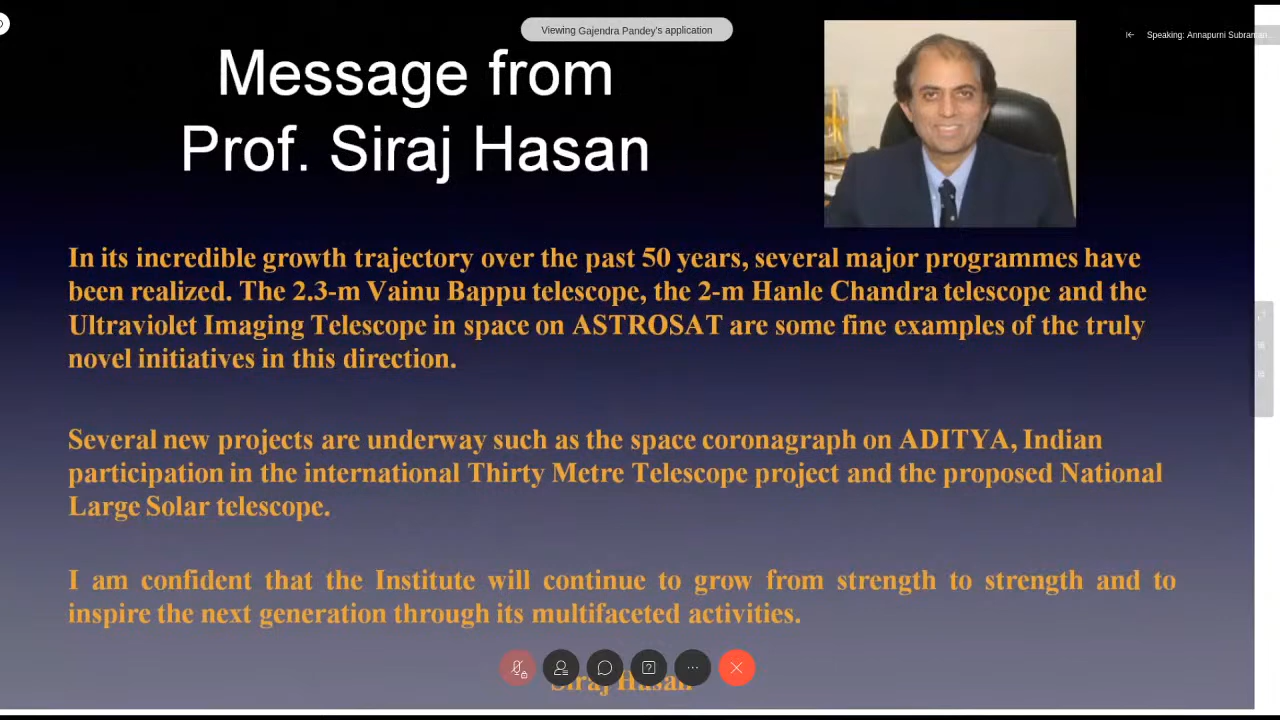 Viewing Gajendra Pandey's application
Speaking: Annapurni Subraman...
Message from
Prof. Siraj Hasan
In its incredible growth trajectory over the past 50 years, several major programmes have
been realized. The 2.3-m Vainu Bappu telescope, the 2-m Hanle Chandra telescope and the
Ultraviolet Imaging Telescope in space on ASTROSAT are some fine examples of the truly
novel initiatives in this direction.
Several new projects are underway such as the space coronagraph on ADITYA, Indian
participation in the international Thirty Metre Telescope project and the proposed National
Large Solar telescope.
I am confident that the Institute will continue to grow from strength to strength and to
inspire the next generation through its multifaceted activities.
Siraj Hasan